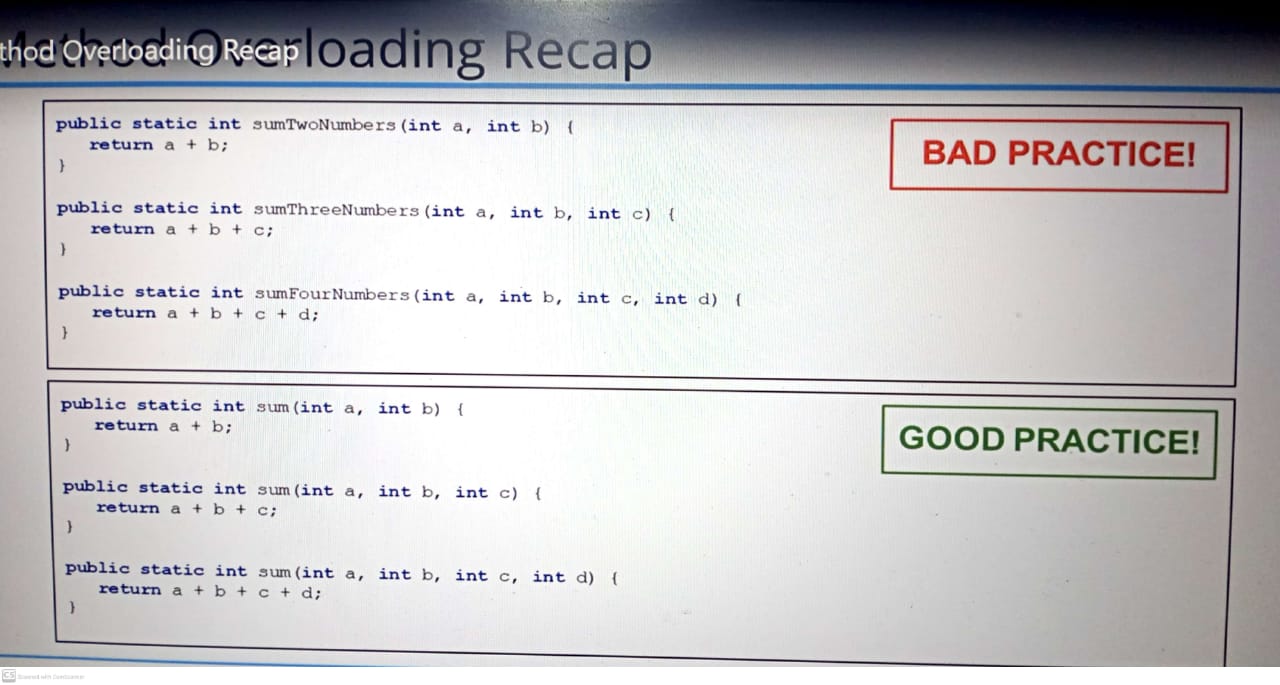 thod Overloading Recap
Method Overloading Recap
public static int sumTwoNumbers(int a, int b) {
return a + b;
}
BAD PRACTICE!
public static int sumThreeNumbers(int a, int b, int c) {
return a + b + c;
}
public static int sumFourNumbers(int a, int b, int c, int d) {
return a + b + c + d;
}
public static int sum(int a, int b) {
return a + b;
}
GOOD PRACTICE!
public static int sum(int a, int b, int c) {
return a + b + c;
}
public static int sum(int a, int b, int c, int d) {
return a + b + c + d;
}
CS Scanned with CamScanner